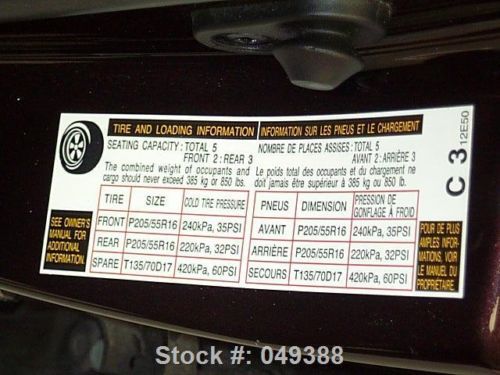 TIRE AND LOADING INFORMATION
SEATING CAPACITY: TOTAL 5
FRONT 2: REAR 3
The combined weight of occupants and
cargo should never exceed 385 kg or 850 lbs.
TIRE SIZE COLD TIRE PRESSURE
FRONT P205/55R16 240kPa, 35PSI
REAR P205/55R16 220kPa, 32PSI
SPARE T135/70D17 420kPa, 60PSI
SEE OWNER'S
MANUAL FOR
ADDITIONAL
INFORMATION.
INFORMATION SUR LES PNEUS ET LE CHARGEMENT
NOMBRE DE PLACES ASSISES: TOTAL 5
AVANT 2: ARRIÈRE 3
Le poids total des occupants et du chargement ne
doit jamais être supérieur à 385 kg ou 850 lbs.
PNEUS DIMENSION PRESSION DE
GONFLAGE À FROID
AVANT P205/55R16 240kPa, 35PSI
ARRIÈRE P205/55R16 220kPa, 32PSI
SECOURS T135/70D17 420kPa, 60PSI
POUR DE PLUS
AMPLES INFOR-
MATIONS, VOIR
LE MANUEL DU
PROPRIÉTAIRE.
C 3 12E50
Stock #: 049388